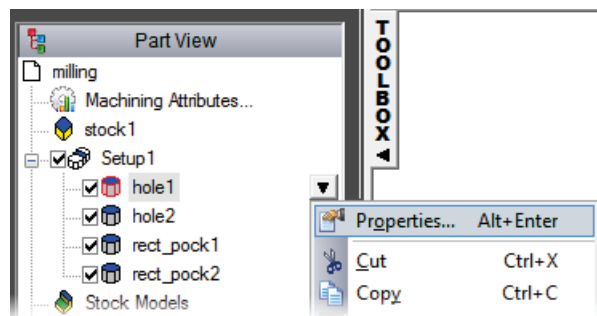 Part View
TOOLBOX
milling
Machining Attributes...
stock1
Setup1
hole1
hole2
rect_pock1
rect_pock2
Stock Models
Properties... Alt+Enter
Cut Ctrl+X
Copy Ctrl+C